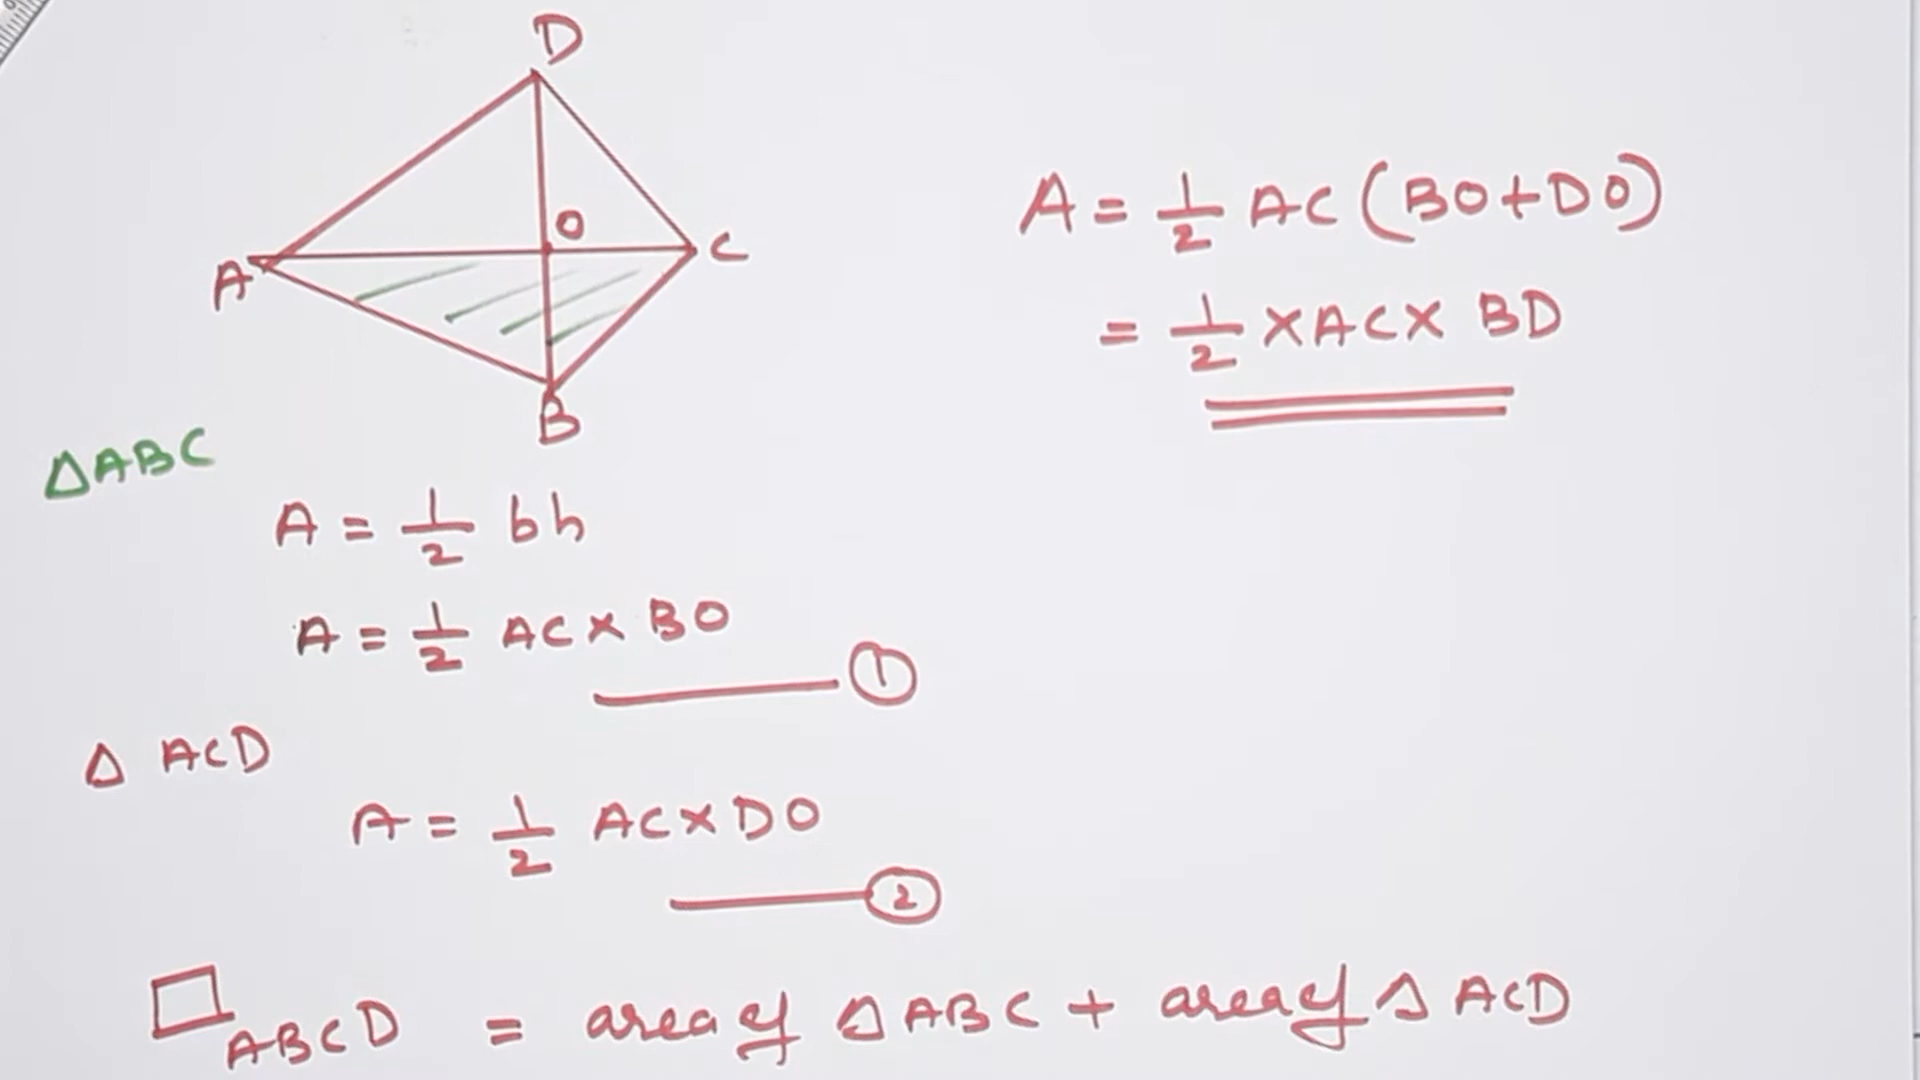 D
O
A
C
B
△ABC
A = 1/2 bh
A = 1/2 AC × BO
①
△ ACD
A = 1/2 AC × DO
②
□ABCD = area of △ABC + area of △ ACD
A = 1/2 AC (BO + DO)
= 1/2 × AC × BD